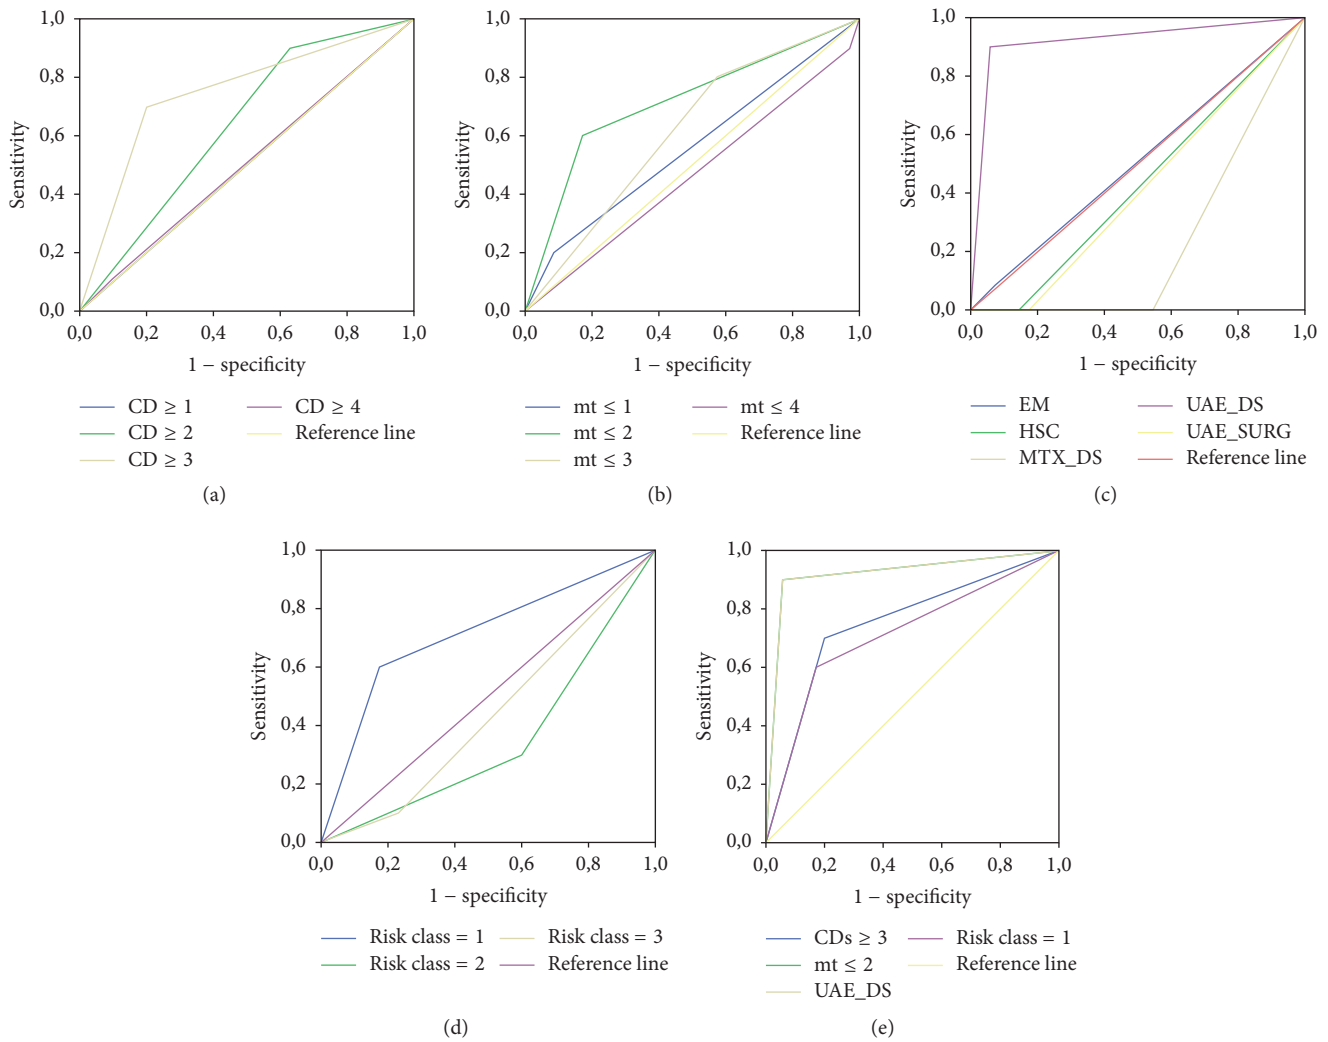 1,0
0,8
0,6
0,4
0,2
0,0
Sensitivity
0,0 0,2 0,4 0,6 0,8 1,0
1 − specificity
CD ≥ 1 CD ≥ 4
CD ≥ 2 Reference line
CD ≥ 3
(a)
1,0
0,8
0,6
0,4
0,2
0,0
Sensitivity
0,0 0,2 0,4 0,6 0,8 1,0
1 − specificity
mt ≤ 1 mt ≤ 4
mt ≤ 2 Reference line
mt ≤ 3
(b)
1,0
0,8
0,6
0,4
0,2
0,0
Sensitivity
0,0 0,2 0,4 0,6 0,8 1,0
1 − specificity
EM UAE_DS
HSC UAE_SURG
MTX_DS Reference line
(c)
1,0
0,8
0,6
0,4
0,2
0,0
Sensitivity
0,0 0,2 0,4 0,6 0,8 1,0
1 − specificity
Risk class = 1 Risk class = 3
Risk class = 2 Reference line
(d)
1,0
0,8
0,6
0,4
0,2
0,0
Sensitivity
0,0 0,2 0,4 0,6 0,8 1,0
1 − specificity
CDs ≥ 3 Risk class = 1
mt ≤ 2 Reference line
UAE_DS
(e)